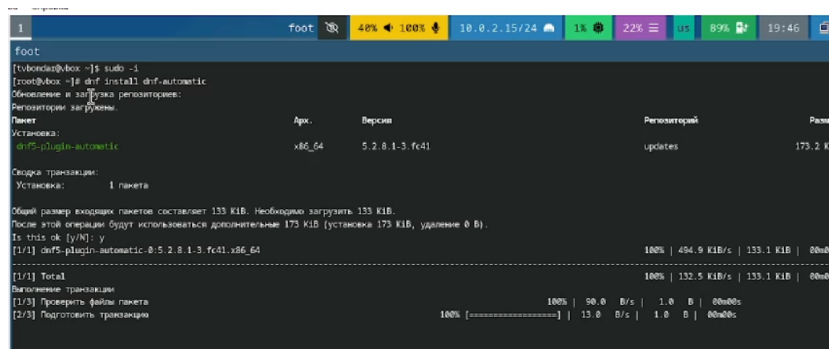 1 foot 40% 100% 10.0.2.15/24 1% 22% us 89% 19:46
foot
[tvbondar@vbox ~]$ sudo -i
[root@vbox ~]# dnf install dnf-automatic
Обновление и загрузка репозиториев:
Репозитории загружены.
Пакет Арх. Версия Репозиторий Разм
Установка:
dnf5-plugin-automatic x86_64 5.2.8.1-3.fc41 updates 173.2 K
Сводка транзакции:
Установка: 1 пакета
Общий размер входящих пакетов составляет 133 KiB. Необходимо загрузить 133 KiB.
После этой операции будут использоваться дополнительные 173 KiB (установка 173 KiB, удаление 0 B).
Is this ok [y/N]: y
[1/1] dnf5-plugin-automatic-0:5.2.8.1-3.fc41.x86_64 100% | 494.9 KiB/s | 133.1 KiB | 00m0
[1/1] Total 100% | 132.5 KiB/s | 133.1 KiB | 00m0
Выполнение транзакции
[1/3] Проверить файлы пакета 100% | 90.0 B/s | 1.0 B | 00m00s
[2/3] Подготовить транзакцию 100% [==================] | 13.0 B/s | 1.0 B | 00m00s